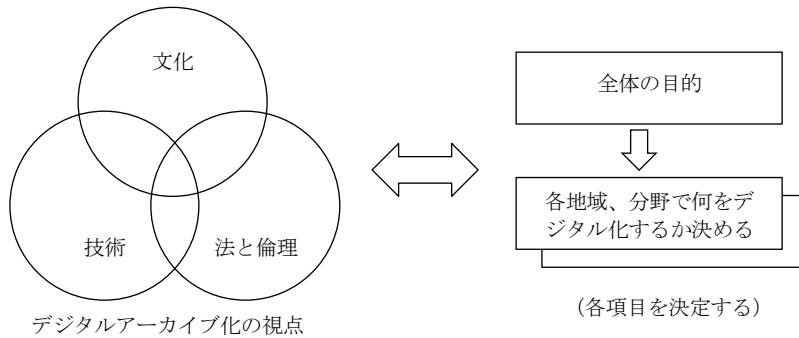 文化
技術
法と倫理
デジタルアーカイブ化の視点
全体の目的
各地域、分野で何をデ
ジタル化するか決める
(各項目を決定する)